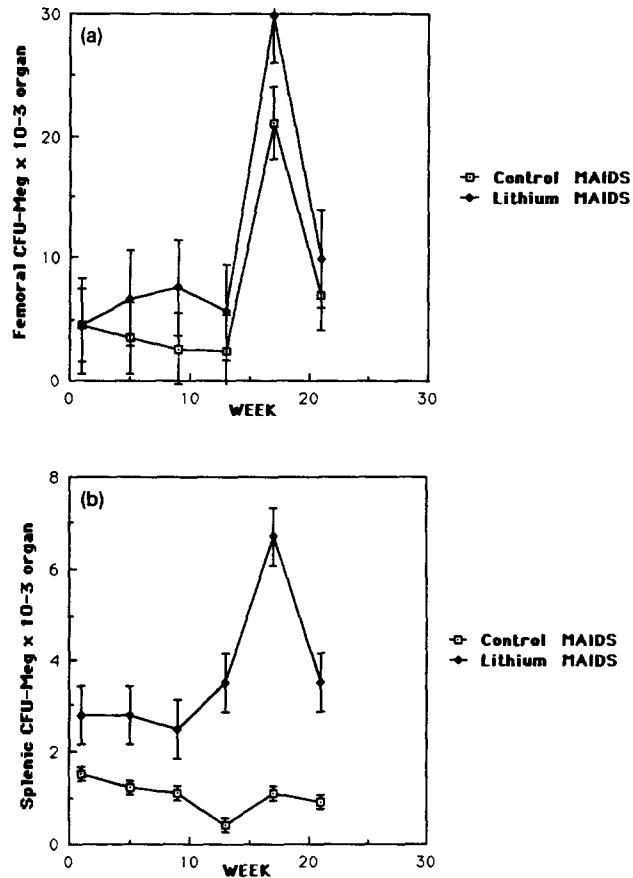 (a)
Femoral CFU-Meg x 10-3 organ
30
20
10
0
0
10
20
30
WEEK
Control MAIDS
Lithium MAIDS
(b)
Splenic CFU-Meg x 10-3 organ
8
6
4
2
0
0
10
20
30
WEEK
Control MAIDS
Lithium MAIDS